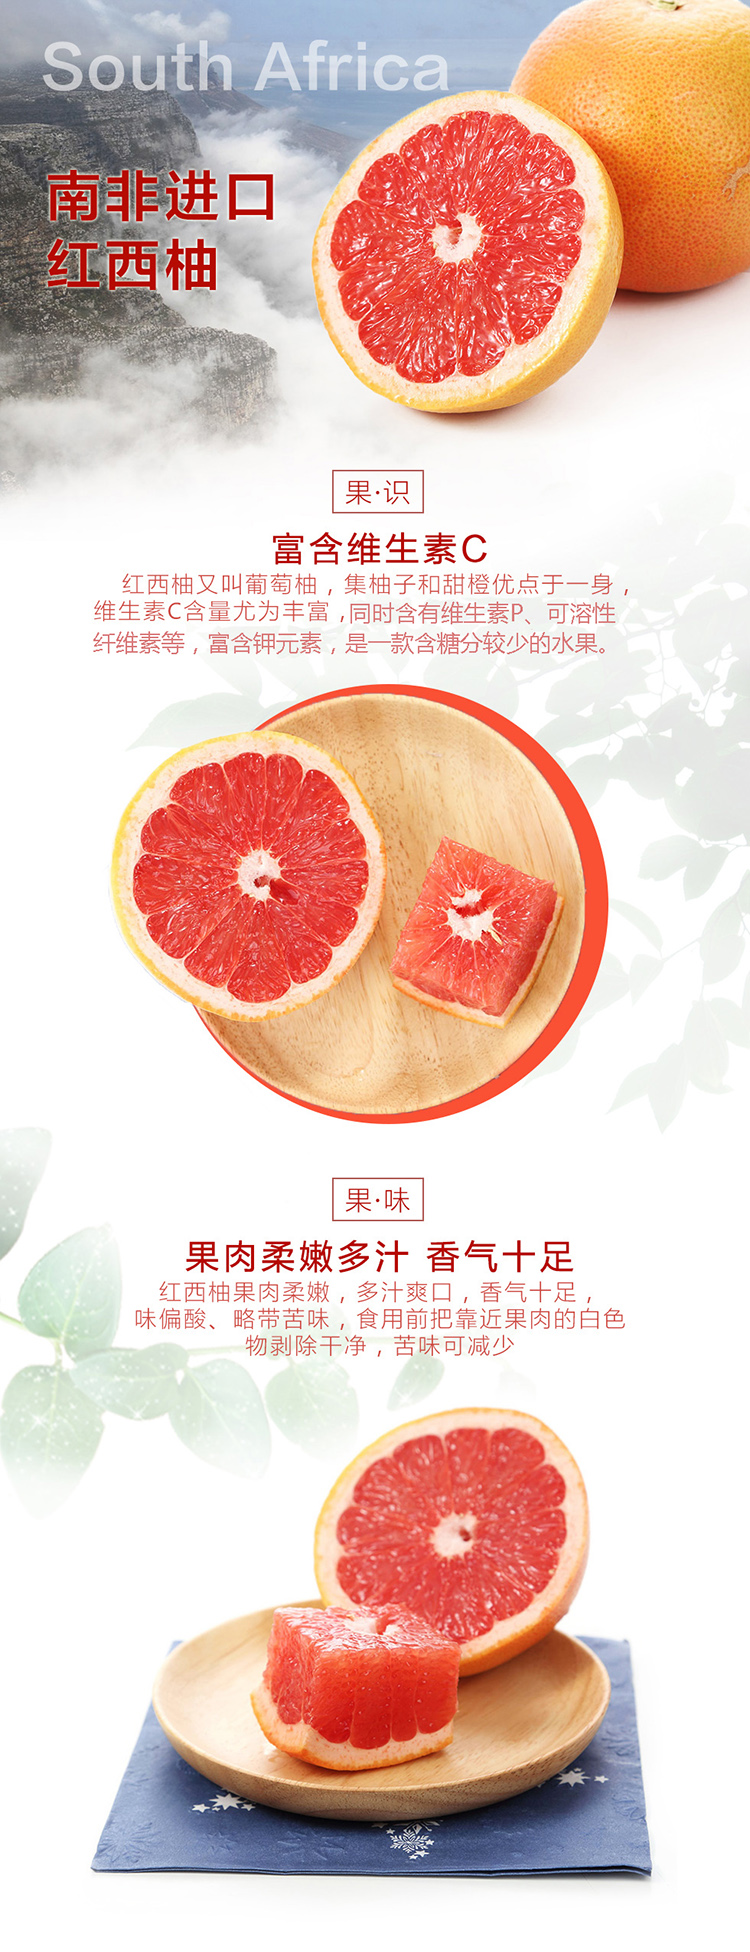 South Africa
南非进口
红西柚
果·识
富含维生素C
红西柚又叫葡萄柚，集柚子和甜橙优点于一身，
维生素C含量尤为丰富，同时含有维生素P、可溶性
纤维素等，富含钾元素，是一款含糖分较少的水果。
果·味
果肉柔嫩多汁 香气十足
红西柚果肉柔嫩，多汁爽口，香气十足，
味偏酸、略带苦味，食用前把靠近果肉的白色
物剥除干净，苦味可减少